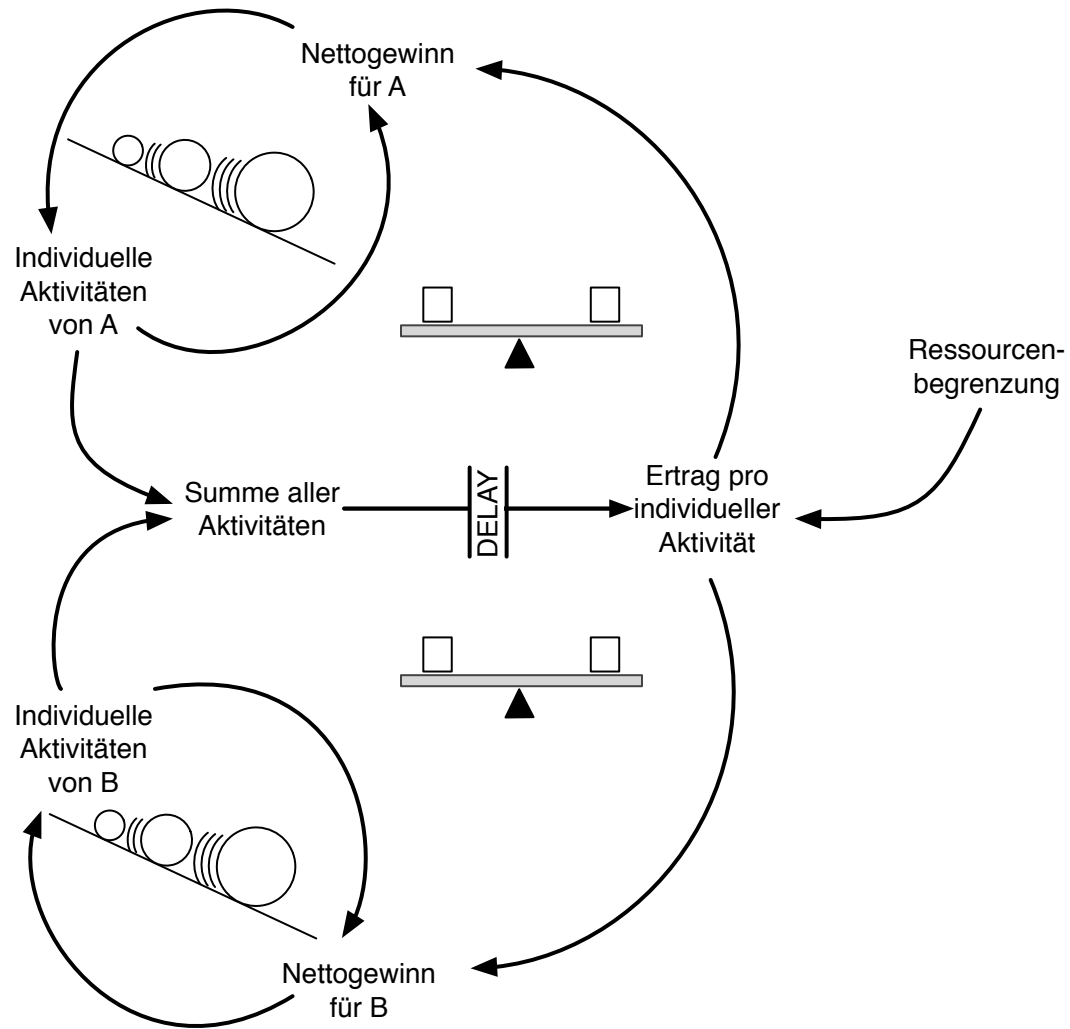 Nettogewinn
für A
Individuelle
Aktivitäten
von A
Ressourcen-
begrenzung
Summe aller
Aktivitäten
DELAY
Ertrag pro
individueller
Aktivität
Individuelle
Aktivitäten
von B
Nettogewinn
für B